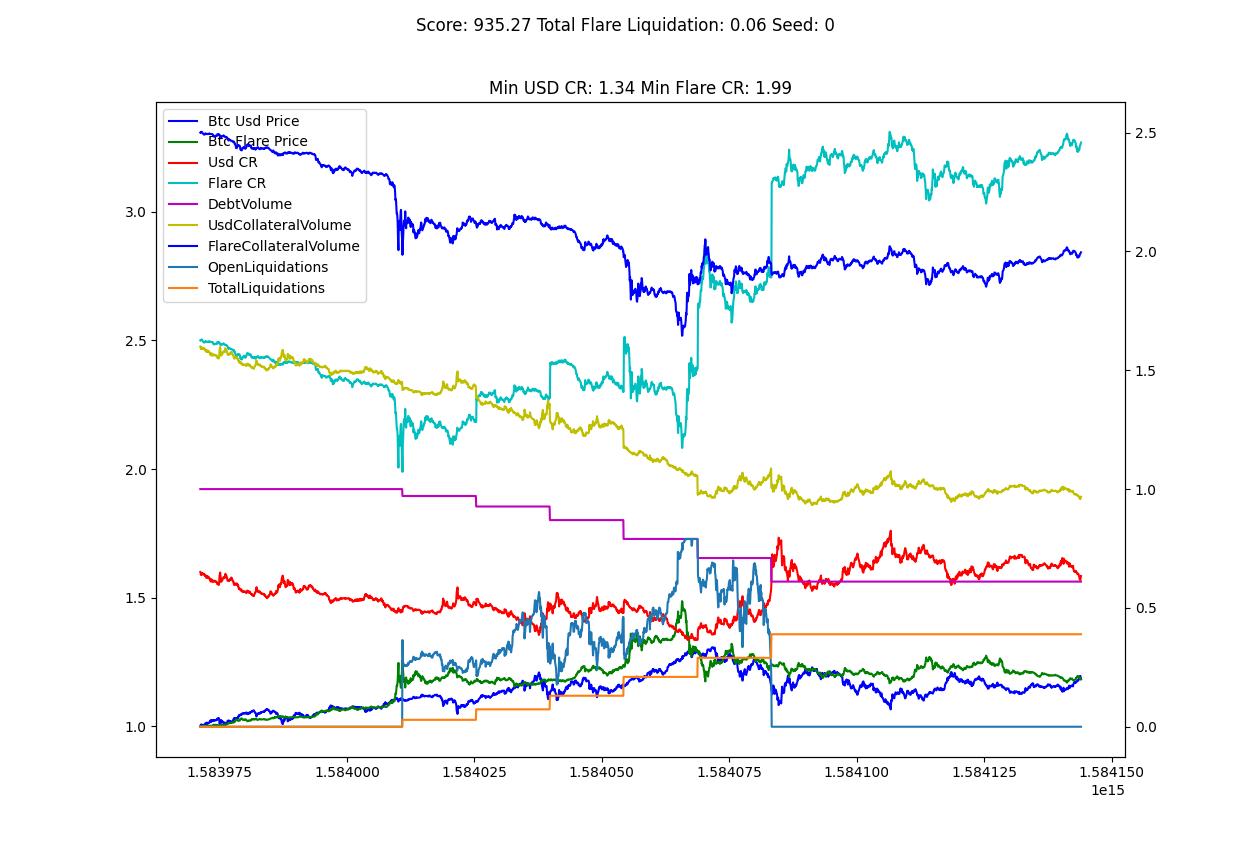 Score: 935.27 Total Flare Liquidation: 0.06 Seed: 0
Min USD CR: 1.34 Min Flare CR: 1.99
Btc Usd Price
Btc Flare Price
Usd CR
Flare CR
DebtVolume
UsdCollateralVolume
FlareCollateralVolume
OpenLiquidations
TotalLiquidations
3.0
2.5
2.0
1.5
1.0
2.5
2.0
1.5
1.0
0.5
0.0
1.583975 1.584000 1.584025 1.584050 1.584075 1.584100 1.584125 1.584150
1e15